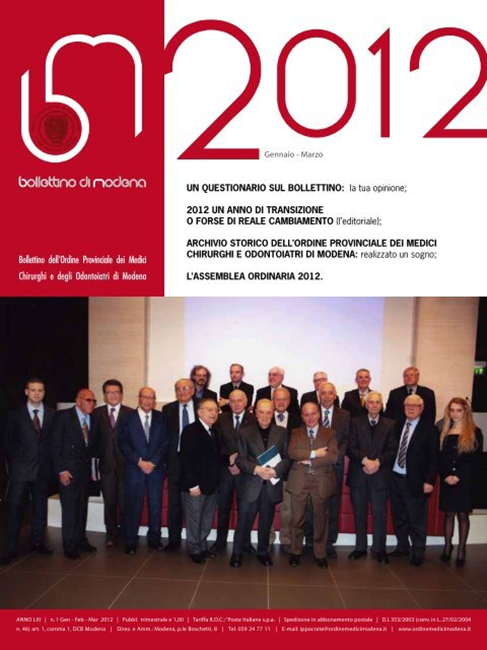 bm 2012
Gennaio - Marzo
bollettino di modena
UN QUESTIONARIO SUL BOLLETTINO: la tua opinione;
2012 UN ANNO DI TRANSIZIONE
O FORSE DI REALE CAMBIAMENTO (l'editoriale);
ARCHIVIO STORICO DELL'ORDINE PROVINCIALE DEI MEDICI
CHIRURGHI E ODONTOIATRI DI MODENA: realizzato un sogno;
L'ASSEMBLEA ORDINARIA 2012.
Bollettino dell'Ordine Provinciale dei Medici
Chirurghi e degli Odontoiatri di Modena
ANNO LXI | n. 1 Gen - Feb - Mar 2012 | Pubbl. trimestrale e 1,00 | Tariffa R.O.C./"Poste Italiane s.p.a. | Spedizione in abbonamento postale | D.l.353/2003 (conv.in L.27/02/2004
n. 46) art. 1, comma 1, DCB Modena | Direz. e Amm.: Modena, p.le Boschetti, 8 | Tel. 059 24 77 11 | E-mail ippocrate@ordinemedicimodena.it | www.ordinemedicimodena.it